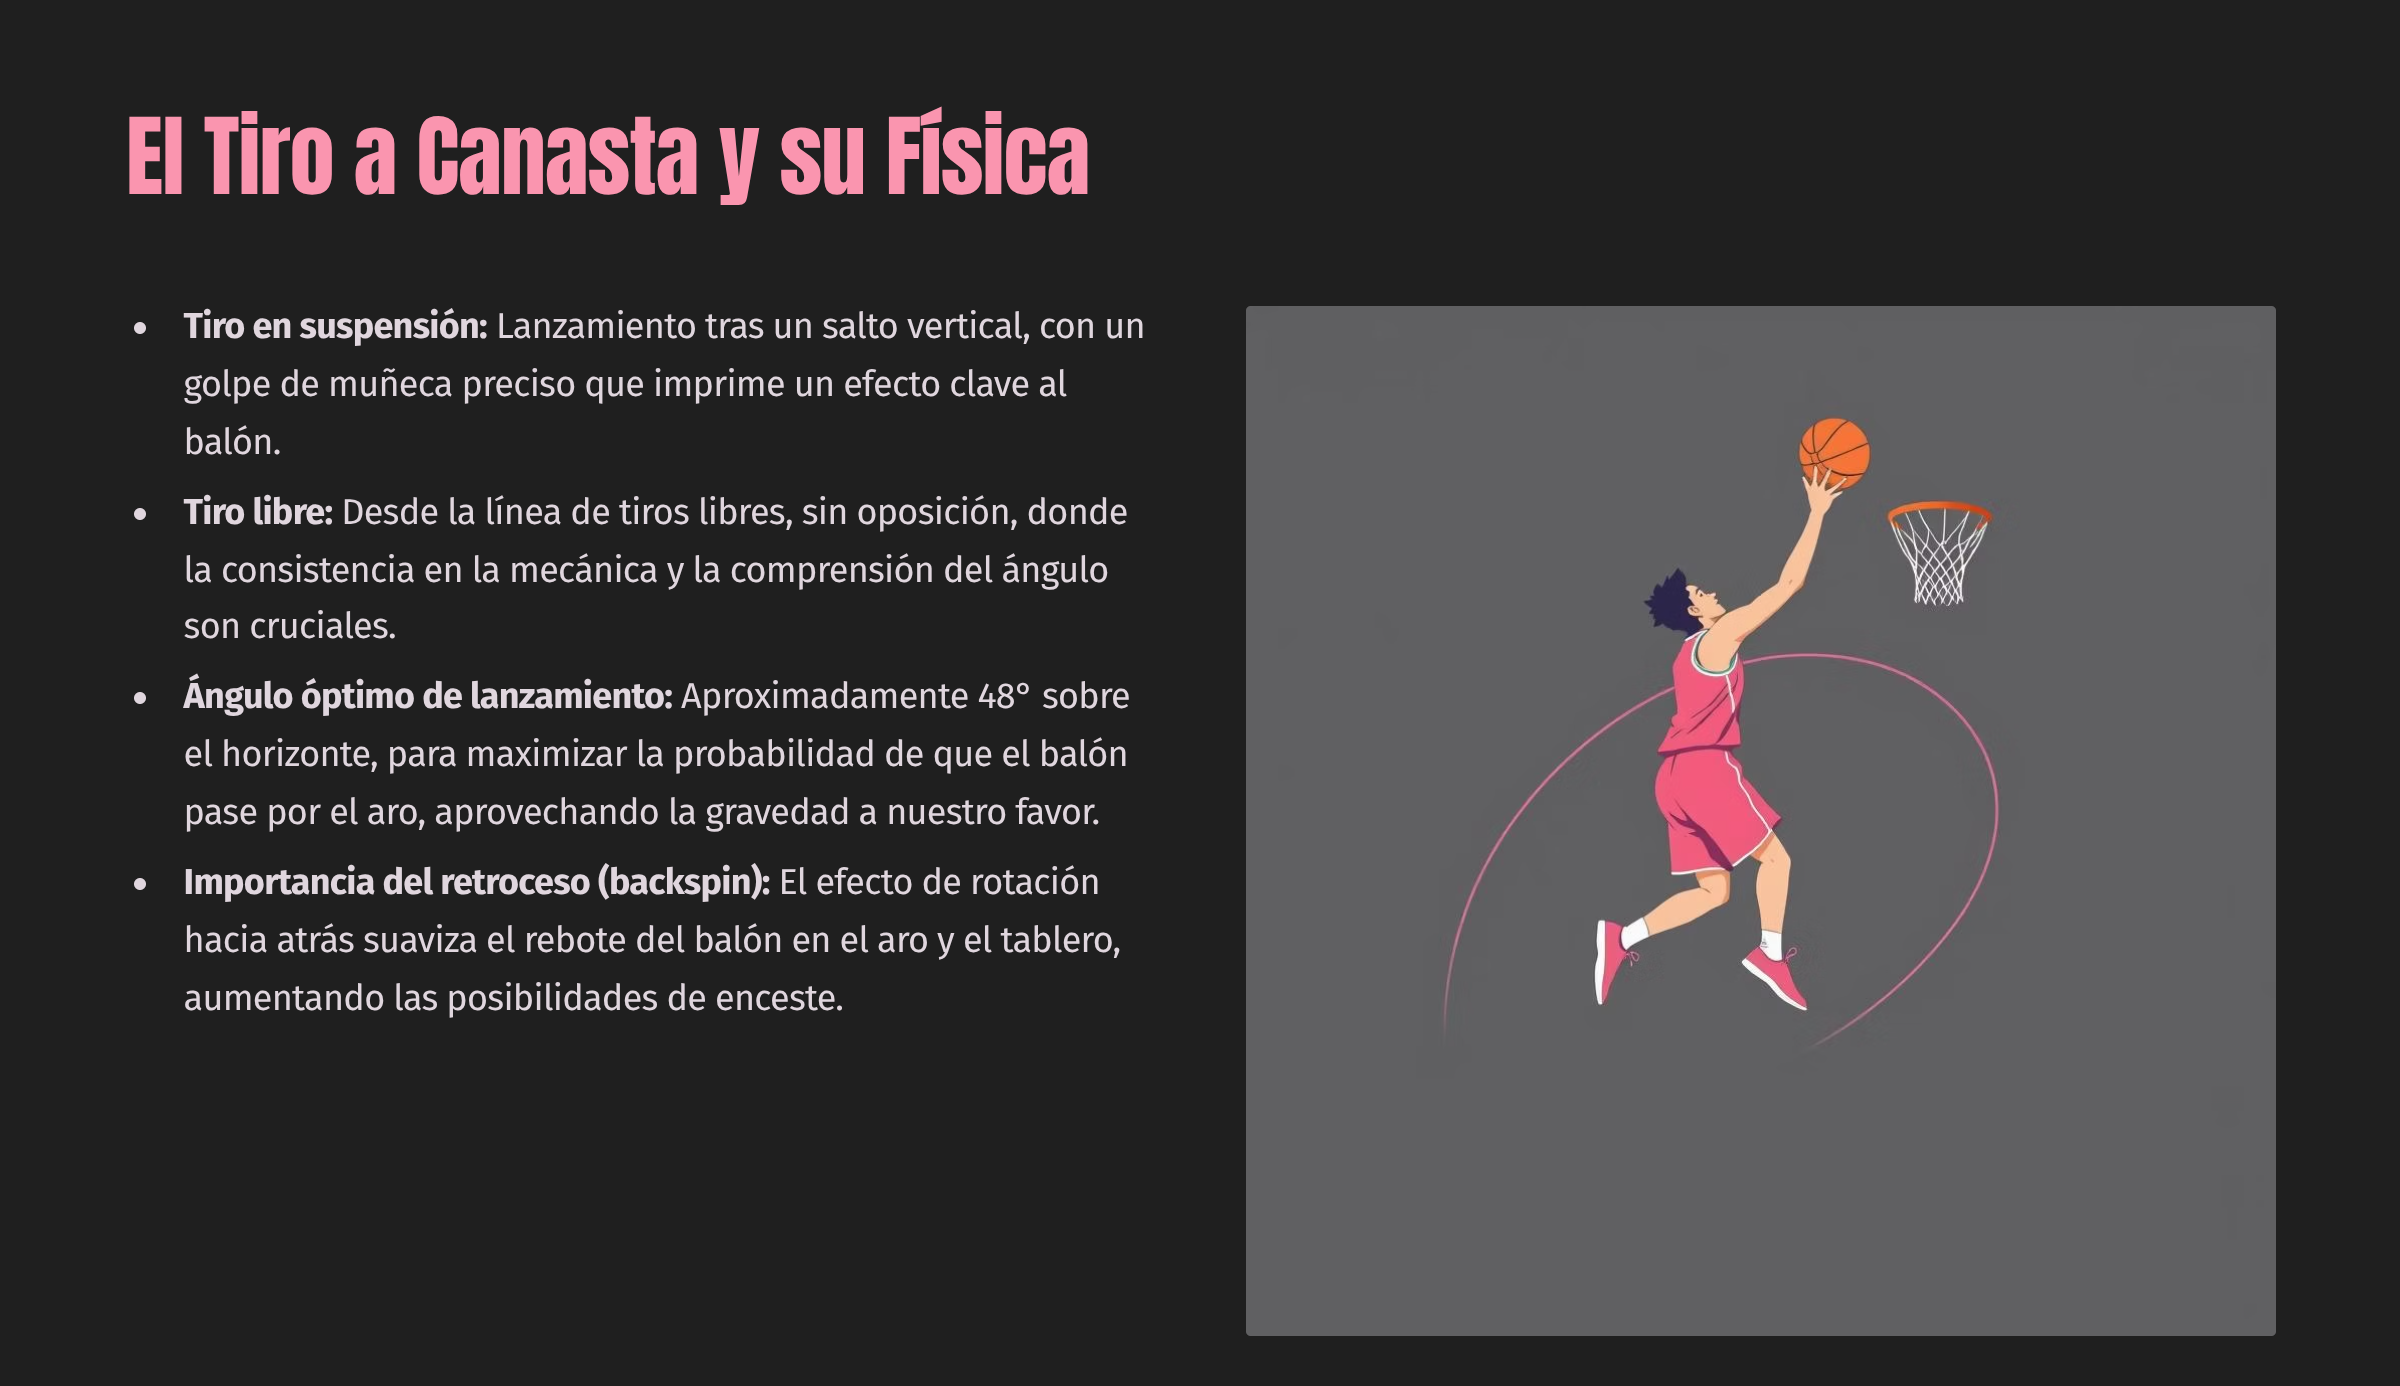 El Tiro a Canasta y su Física
• Tiro en suspensión: Lanzamiento tras un salto vertical, con un
golpe de muñeca preciso que imprime un efecto clave al
balón.
• Tiro libre: Desde la línea de tiros libres, sin oposición, donde
la consistencia en la mecánica y la comprensión del ángulo
son cruciales.
• Ángulo óptimo de lanzamiento: Aproximadamente 48° sobre
el horizonte, para maximizar la probabilidad de que el balón
pase por el aro, aprovechando la gravedad a nuestro favor.
• Importancia del retroceso (backspin): El efecto de rotación
hacia atrás suaviza el rebote del balón en el aro y el tablero,
aumentando las posibilidades de enceste.